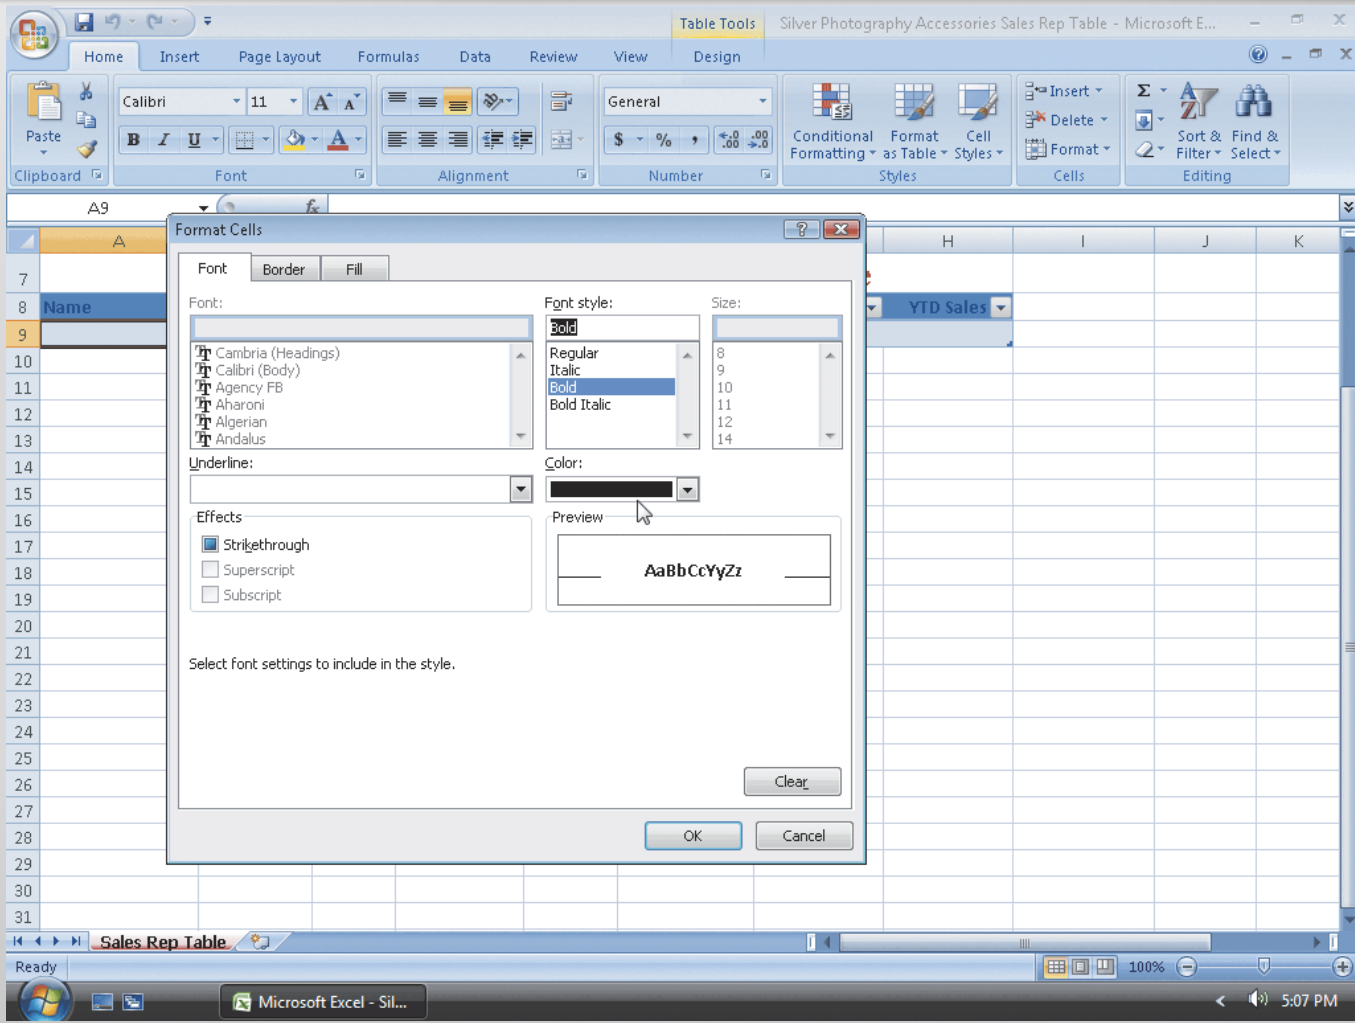 Table Tools
Silver Photography Accessories Sales Rep Table - Microsoft E...
Home Insert Page Layout Formulas Data Review View Design
Calibri 11 General
Paste
B I U $ % ,
Conditional Formatting
Format as Table
Cell Styles
Insert
Delete
Format
Σ
Sort & Filter
Find & Select
Clipboard Font Alignment Number Styles Cells Editing
A9 fx
A H I J K
Format Cells
Font Border Fill
7
8 Name YTD Sales
9
10
11
12
13
14
15
16
17
18
19
20
21
22
23
24
25
26
27
28
29
30
31
Font:
Cambria (Headings)
Calibri (Body)
Agency FB
Aharoni
Algerian
Andalus
Font style:
Bold
Regular
Italic
Bold
Bold Italic
Size:
8
9
10
11
12
14
Underline:
Color:
Effects
Strikethrough
Superscript
Subscript
Preview
AaBbCcYyZz
Select font settings to include in the style.
Clear
OK Cancel
Sales Rep Table
Ready 100%
Microsoft Excel - Sil... 5:07 PM